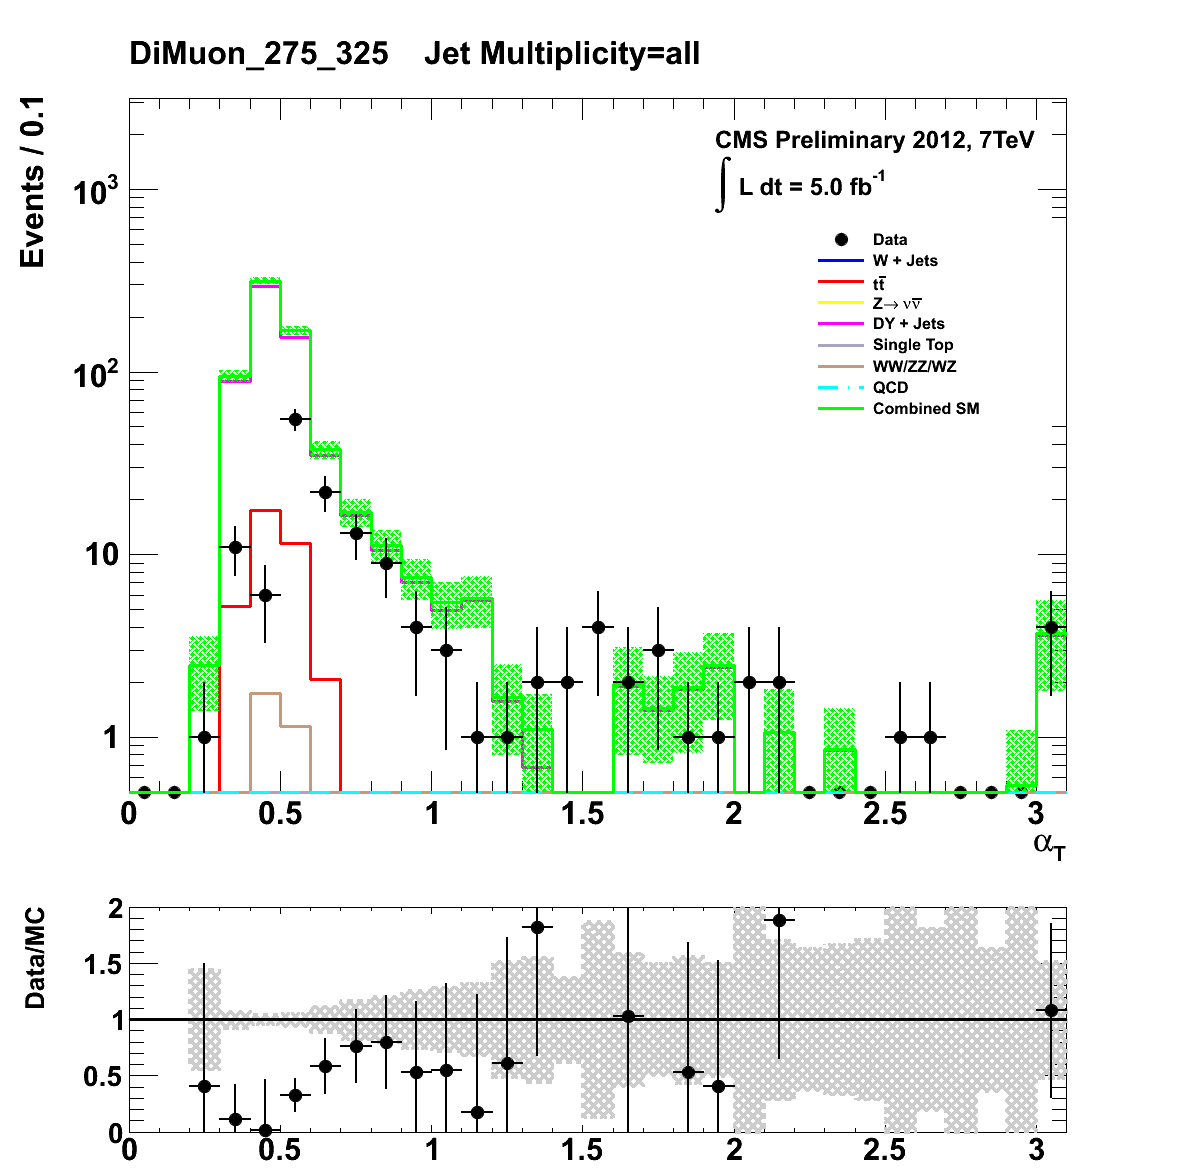 DiMuon_275_325    Jet Multiplicity=all
Events / 0.1
CMS Preliminary 2012, 7TeV
∫ L dt = 5.0 fb⁻¹
Data
W + Jets
tt̅
Z→ νν̅
DY + Jets
Single Top
WW/ZZ/WZ
QCD
Combined SM
10³
10²
10
1
0 0.5 1 1.5 2 2.5 3
α_T
Data/MC
2
1.5
1
0.5
0
0 0.5 1 1.5 2 2.5 3